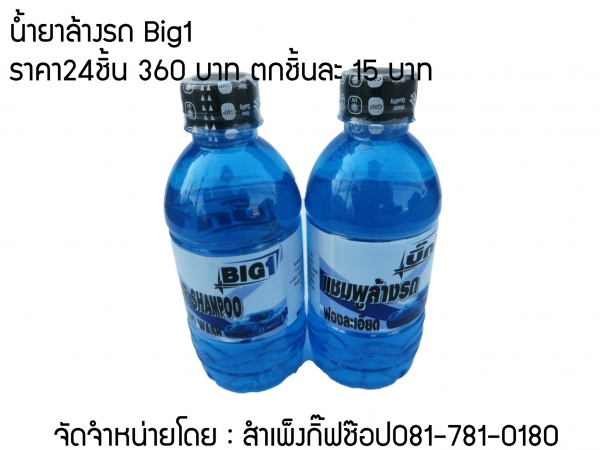 น้ำยาล้างรถ Big1
ราคา24ชิ้น 360 บาท ตกชิ้นละ 15 บาท
BIG1
SHAMPOO
WASH
บิ๊ก
แชมพูล้างรถ
ฟองละเอียด
จัดจำหน่ายโดย : สำเพ็งกิ๊ฟช๊อป081-781-0180